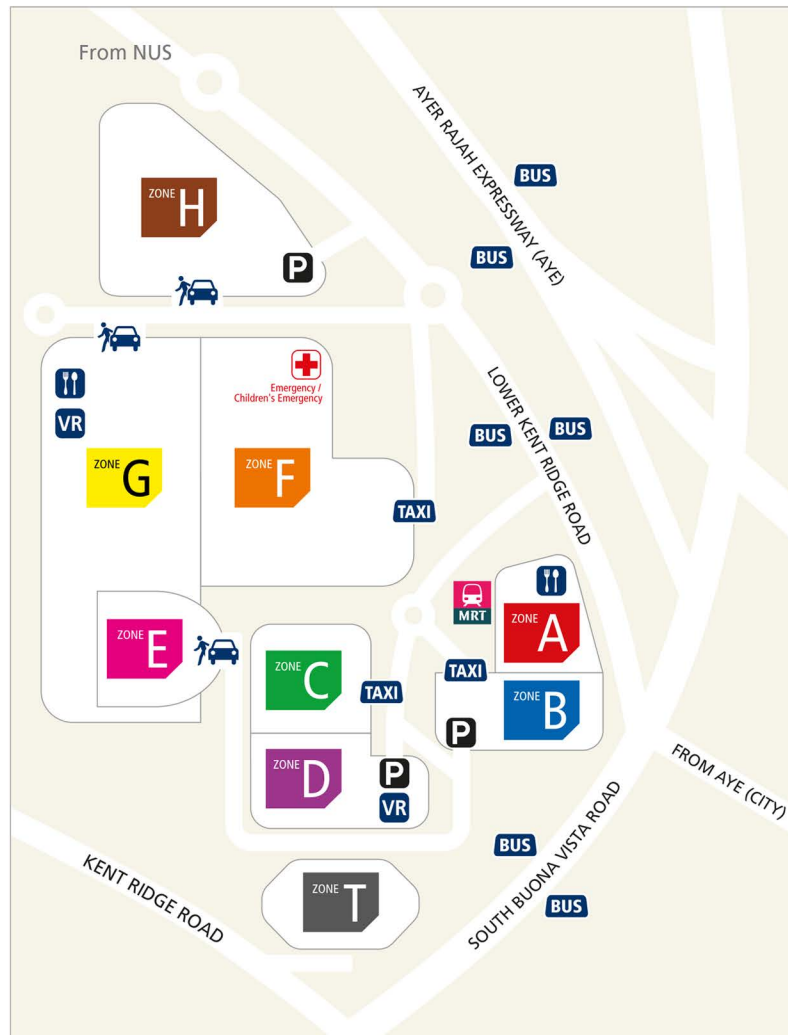 From NUS
AYER RAJAH EXPRESSWAY (AYE)
BUS
ZONE H
BUS
P
Emergency /
Children's Emergency
LOWER KENT RIDGE ROAD
VR
BUS
BUS
ZONE G
ZONE F
TAXI
MRT
ZONE A
ZONE E
ZONE C
TAXI
TAXI
ZONE B
P
ZONE D
P
VR
FROM AYE (CITY)
BUS
SOUTH BUONA VISTA ROAD
KENT RIDGE ROAD
ZONE T
BUS